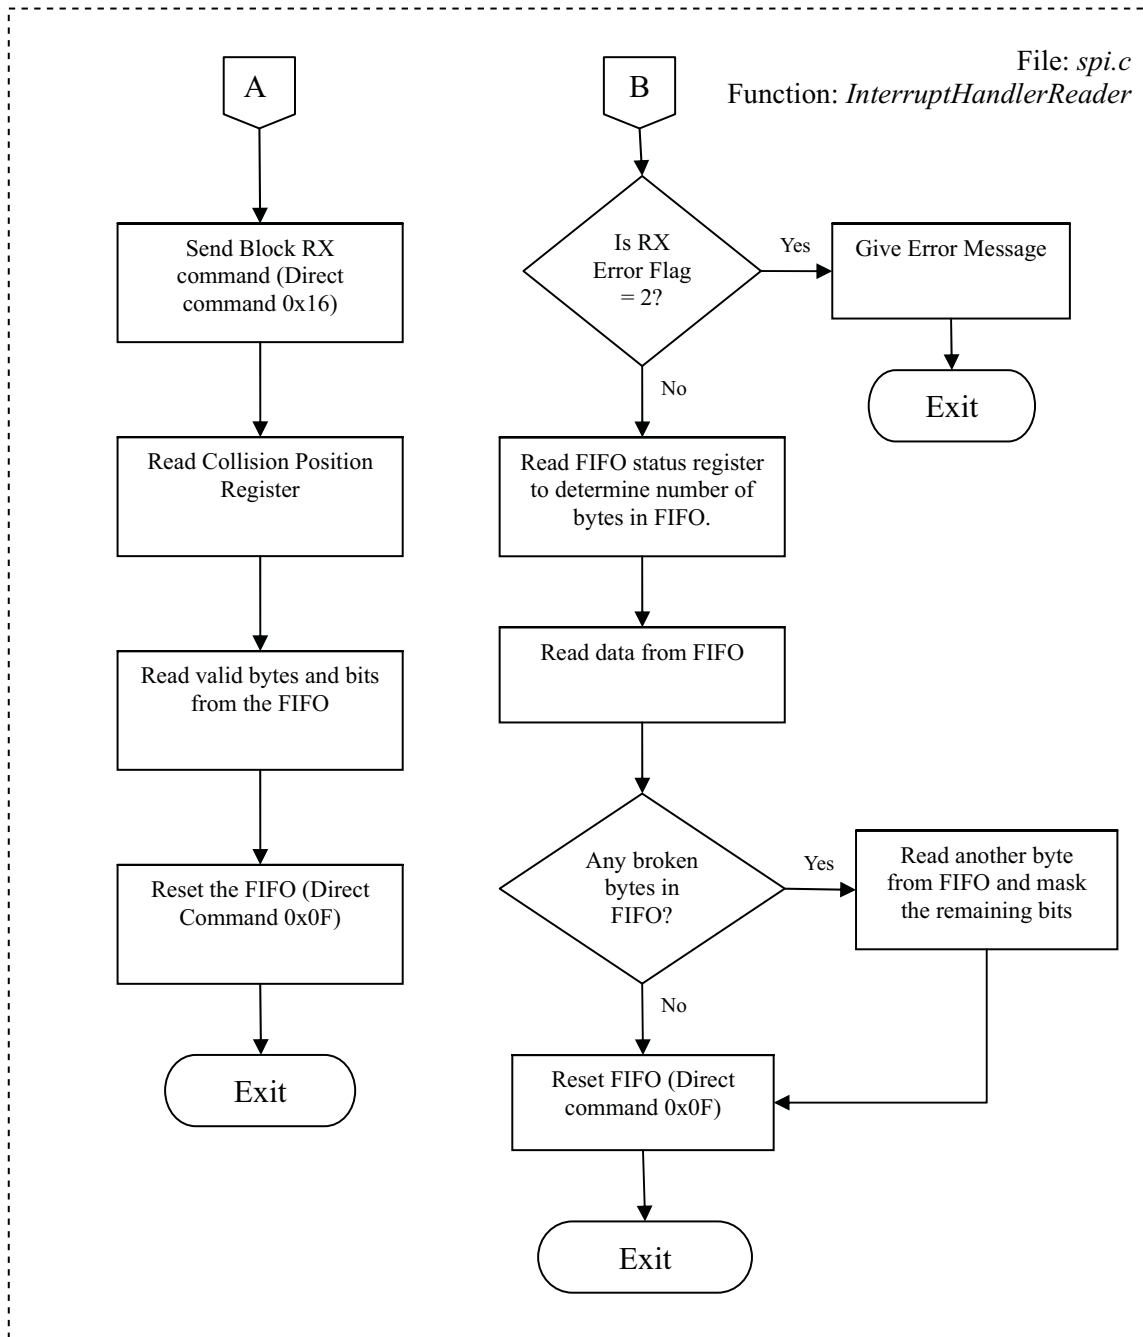 File: spi.c
Function: InterruptHandlerReader
A
Send Block RX
command (Direct
command 0x16)
Read Collision Position
Register
Read valid bytes and bits
from the FIFO
Reset the FIFO (Direct
Command 0x0F)
Exit
B
Is RX
Error Flag
= 2?
Yes
Give Error Message
Exit
No
Read FIFO status register
to determine number of
bytes in FIFO.
Read data from FIFO
Any broken
bytes in
FIFO?
Yes
Read another byte
from FIFO and mask
the remaining bits
No
Reset FIFO (Direct
command 0x0F)
Exit